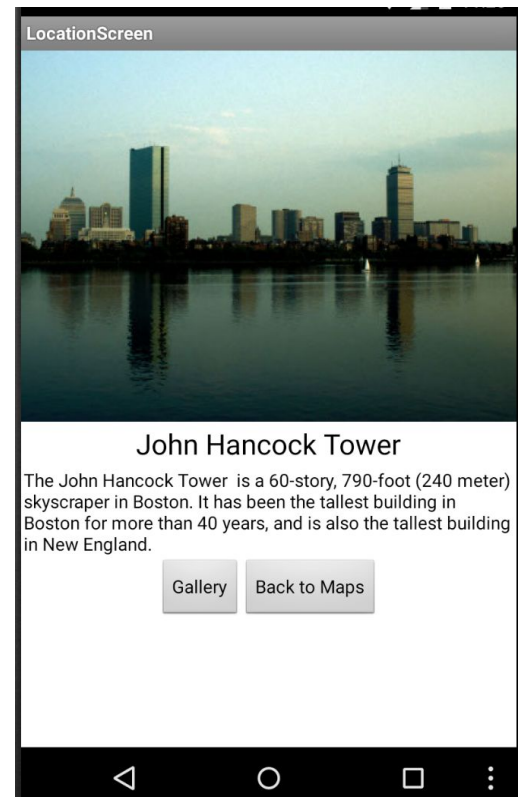 LocationScreen
John Hancock Tower
The John Hancock Tower  is a 60-story, 790-foot (240 meter)
skyscraper in Boston. It has been the tallest building in
Boston for more than 40 years, and is also the tallest building
in New England.
Gallery Back to Maps